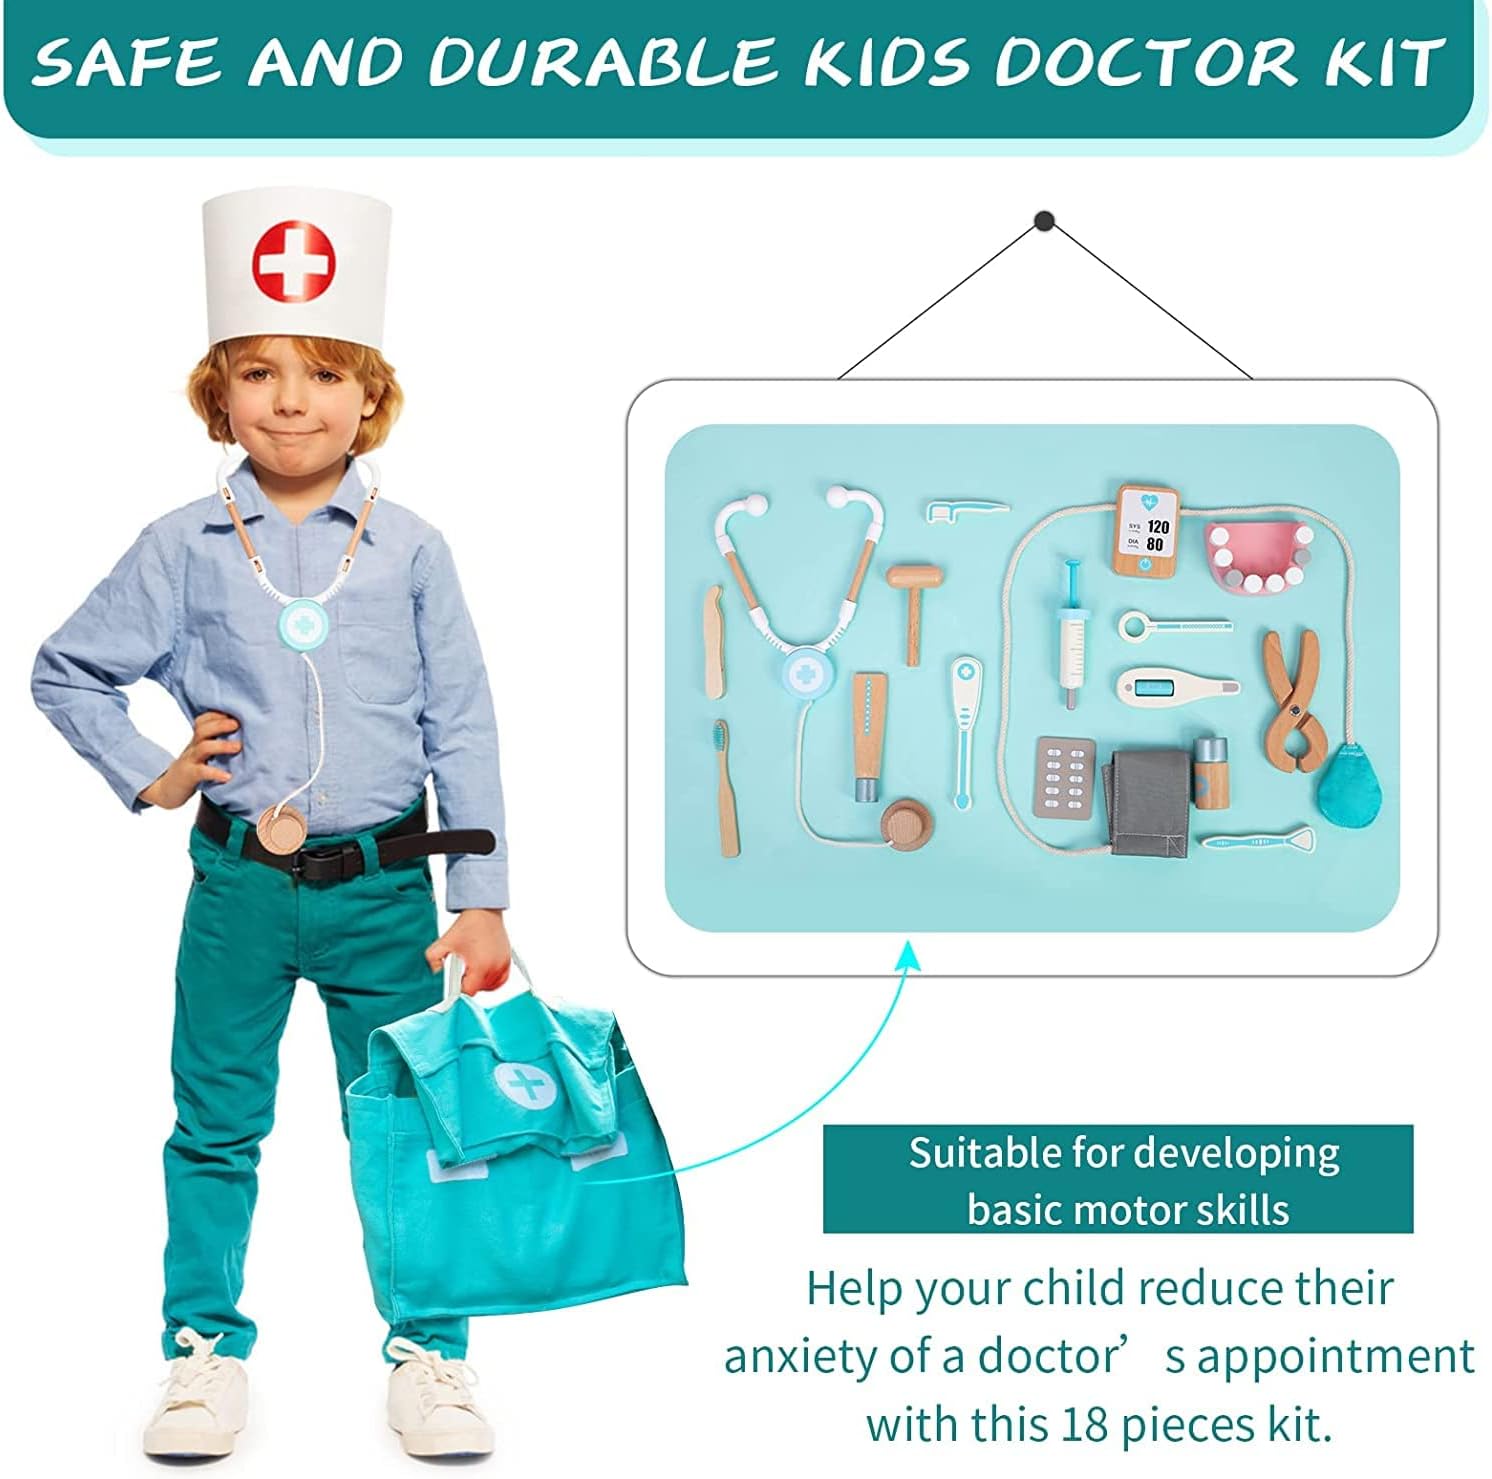 SAFE AND DURABLE KIDS DOCTOR KIT
SYS 120
DIA 80
Suitable for developing
basic motor skills
Help your child reduce their
anxiety of a doctor’s appointment
with this 18 pieces kit.